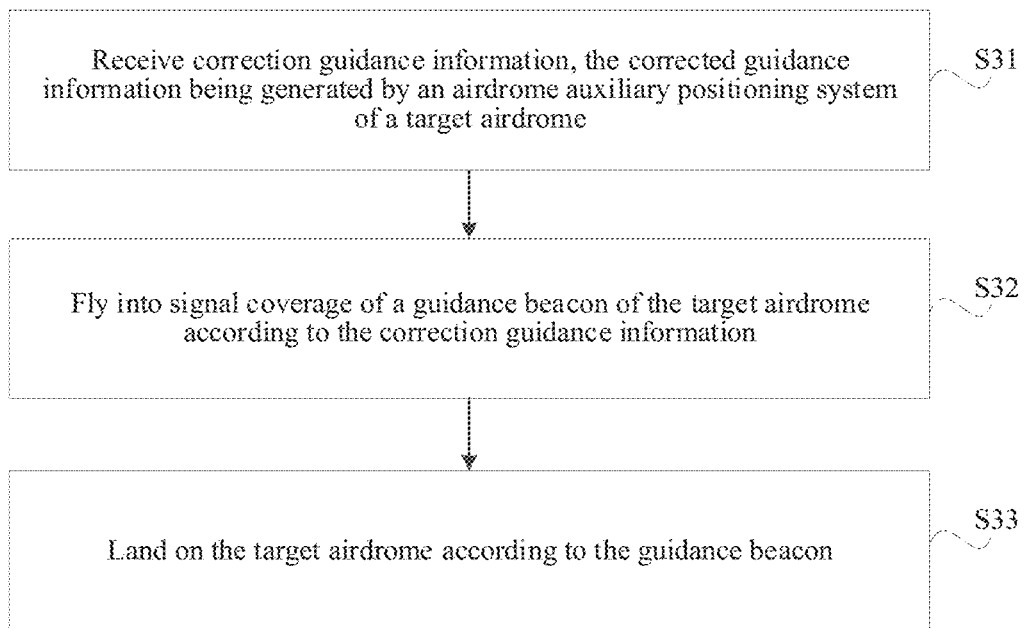 Receive correction guidance information, the corrected guidance
information being generated by an airdrome auxiliary positioning system
of a target airdrome
S31
Fly into signal coverage of a guidance beacon of the target airdrome
according to the correction guidance information
S32
Land on the target airdrome according to the guidance beacon
S33